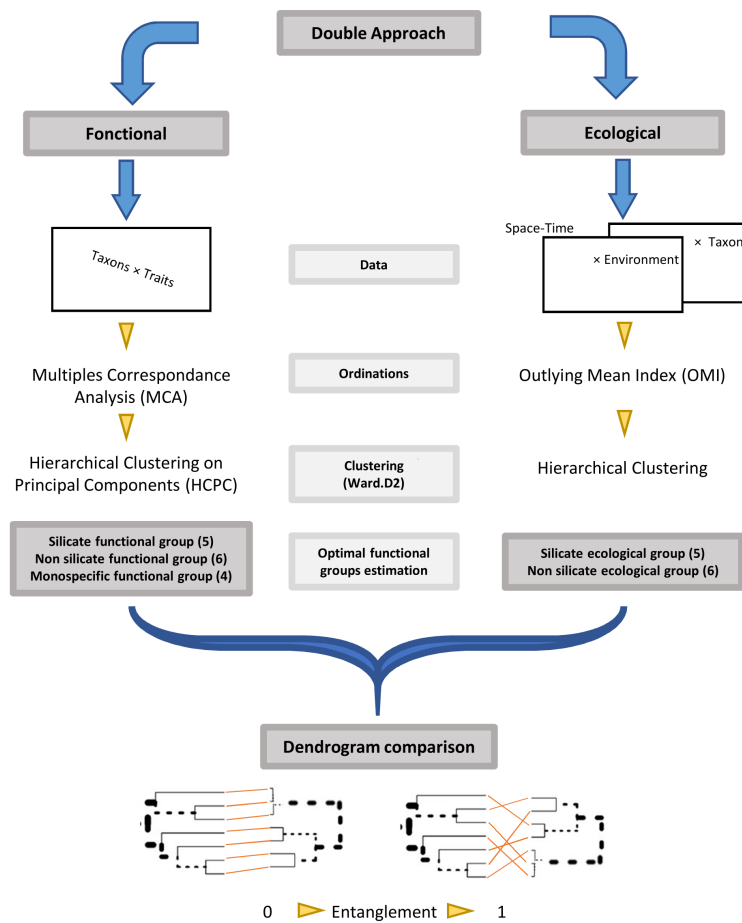 Double Approach
Fonctional
Ecological
Taxons × Traits
Data
Space-Time
× Environment
× Taxon
Multiples Correspondance
Analysis (MCA)
Ordinations
Outlying Mean Index (OMI)
Hierarchical Clustering on
Principal Components (HCPC)
Clustering
(Ward.D2)
Hierarchical Clustering
Silicate functional group (5)
Non silicate functional group (6)
Monospecific functional group (4)
Optimal functional
groups estimation
Silicate ecological group (5)
Non silicate ecological group (6)
Dendrogram comparison
0 Entanglement 1